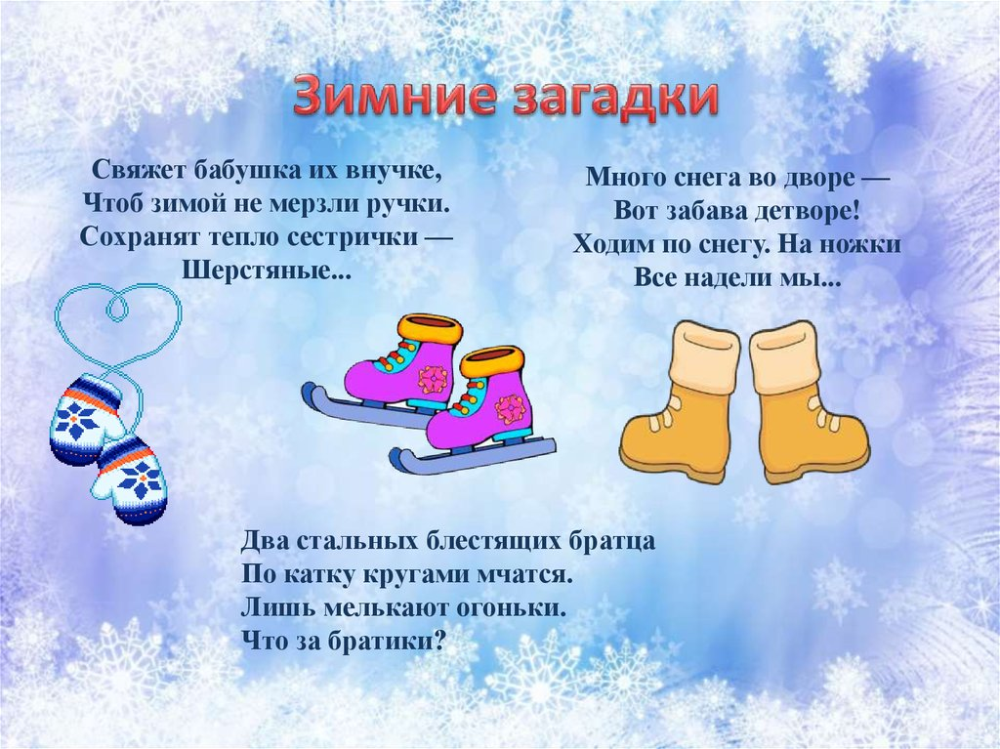 Зимние загадки
Свяжет бабушка их внучке,
Чтоб зимой не мерзли ручки.
Сохранят тепло сестрички —
Шерстяные...
Много снега во дворе —
Вот забава детворе!
Ходим по снегу. На ножки
Все надели мы...
Два стальных блестящих братца
По катку кругами мчатся.
Лишь мелькают огоньки.
Что за братики?